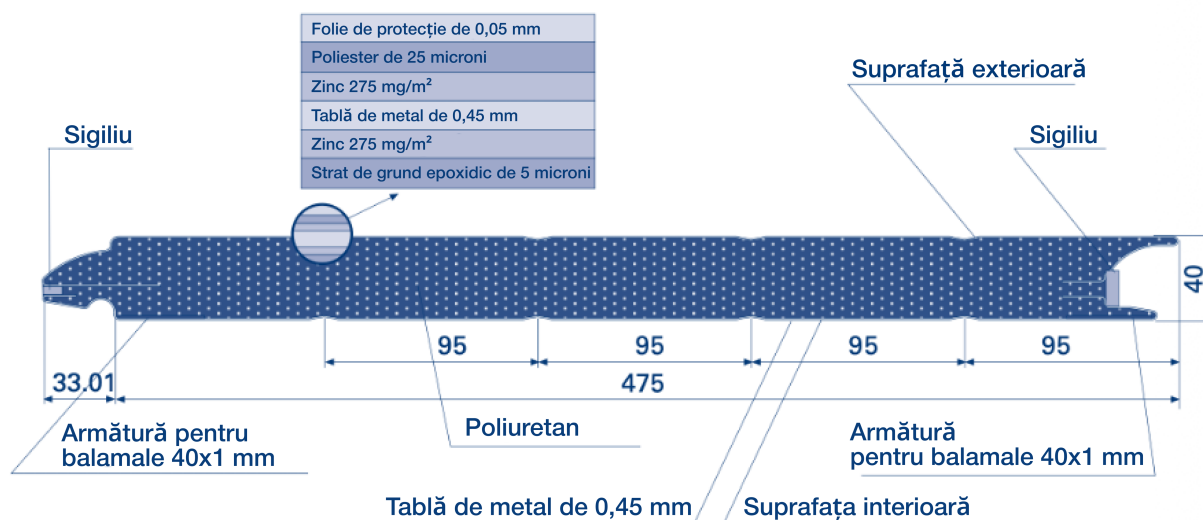 Folie de protecție de 0,05 mm
Poliester de 25 microni
Zinc 275 mg/m²
Tablă de metal de 0,45 mm
Zinc 275 mg/m²
Strat de grund epoxidic de 5 microni
Suprafață exterioară
Sigiliu
Sigiliu
40
95
95
95
95
33.01
475
Armătură pentru
balamale 40x1 mm
Poliuretan
Armătură
pentru balamale 40x1 mm
Tablă de metal de 0,45 mm
Suprafața interioară